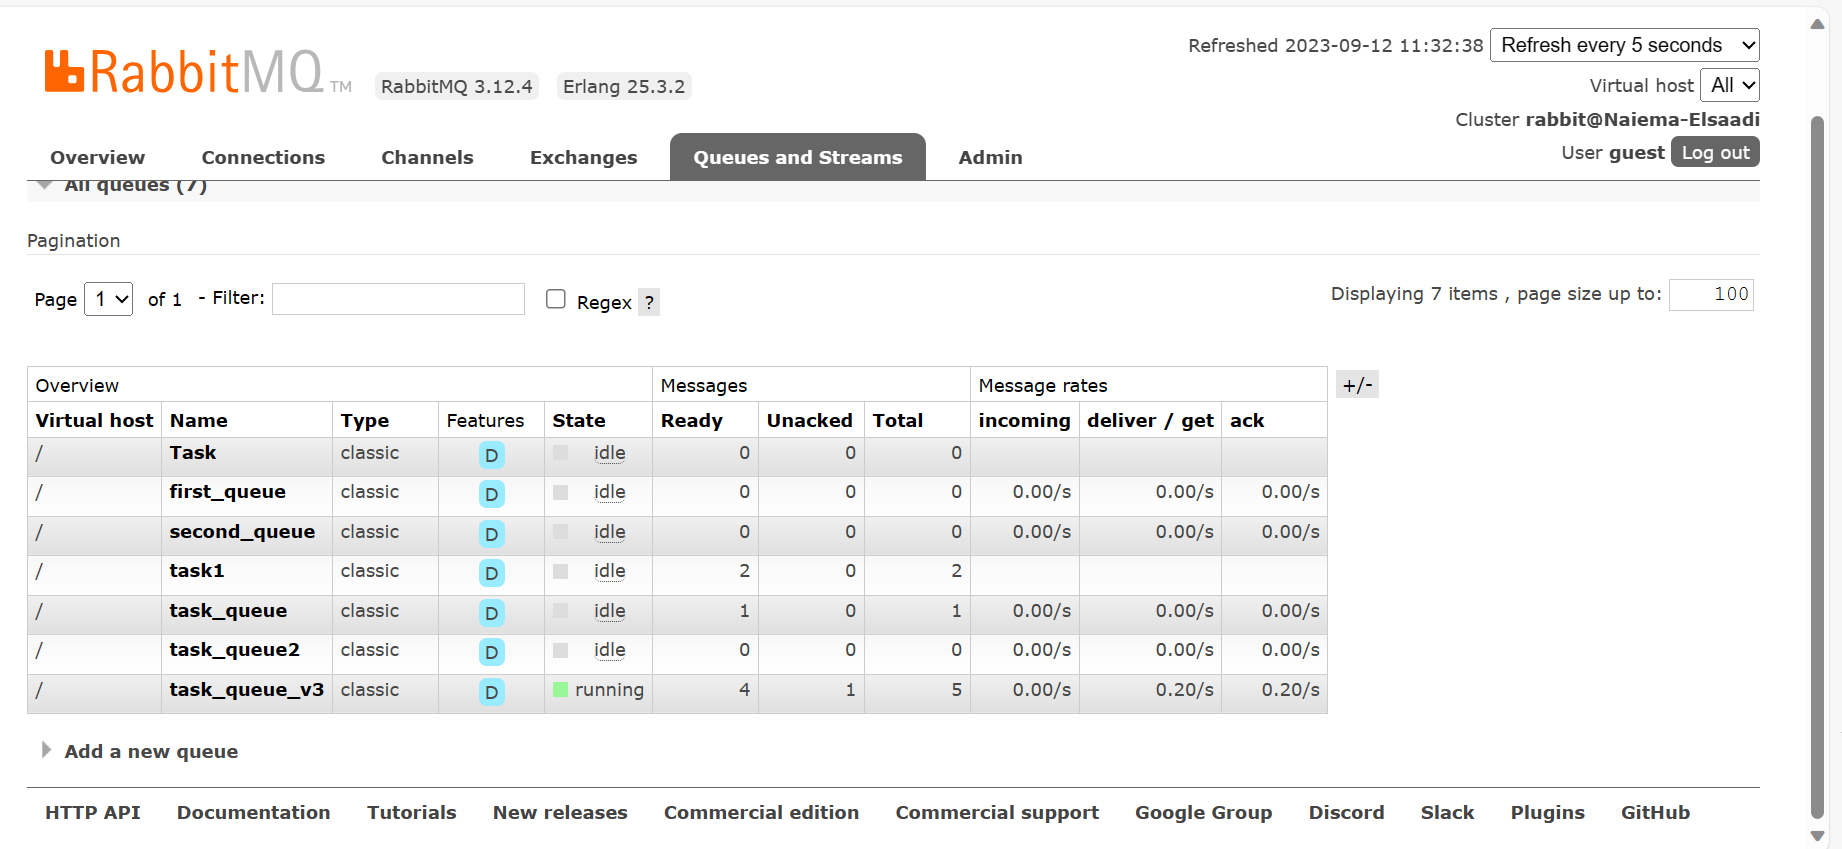 Refreshed 2023-09-12 11:32:38 Refresh every 5 seconds
RabbitMQ TM RabbitMQ 3.12.4 Erlang 25.3.2
Virtual host All
Cluster rabbit@Naiema-Elsaadi
User guest Log out
Overview Connections Channels Exchanges Queues and Streams Admin
All queues (7)
Pagination
Page 1 of 1 - Filter: Regex ? Displaying 7 items , page size up to: 100
Overview Messages Message rates +/-
Virtual host Name Type Features State Ready Unacked Total incoming deliver / get ack
/ Task classic D idle 0 0 0
/ first_queue classic D idle 0 0 0 0.00/s 0.00/s 0.00/s
/ second_queue classic D idle 0 0 0 0.00/s 0.00/s 0.00/s
/ task1 classic D idle 2 0 2
/ task_queue classic D idle 1 0 1 0.00/s 0.00/s 0.00/s
/ task_queue2 classic D idle 0 0 0 0.00/s 0.00/s 0.00/s
/ task_queue_v3 classic D running 4 1 5 0.00/s 0.20/s 0.20/s
Add a new queue
HTTP API Documentation Tutorials New releases Commercial edition Commercial support Google Group Discord Slack Plugins GitHub